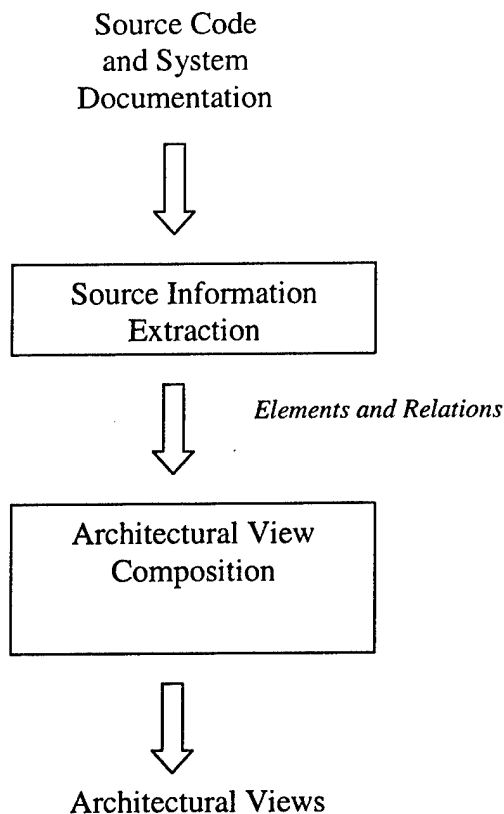 Source Code
and System
Documentation
Source Information
Extraction
Elements and Relations
Architectural View
Composition
Architectural Views